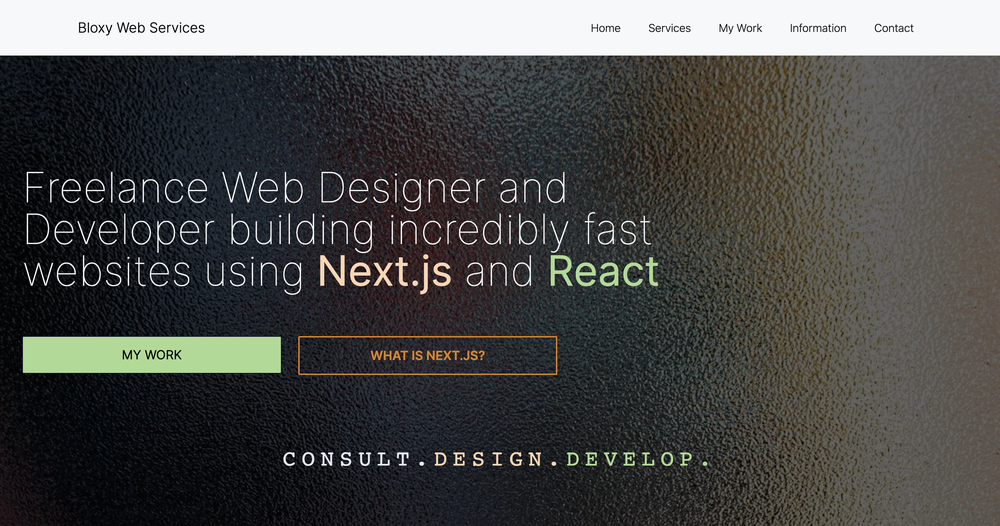 Bloxy Web Services
Home Services My Work Information Contact
Freelance Web Designer and
Developer building incredibly fast
websites using Next.js and React
MY WORK
WHAT IS NEXT.JS?
CONSULT.DESIGN.DEVELOP.